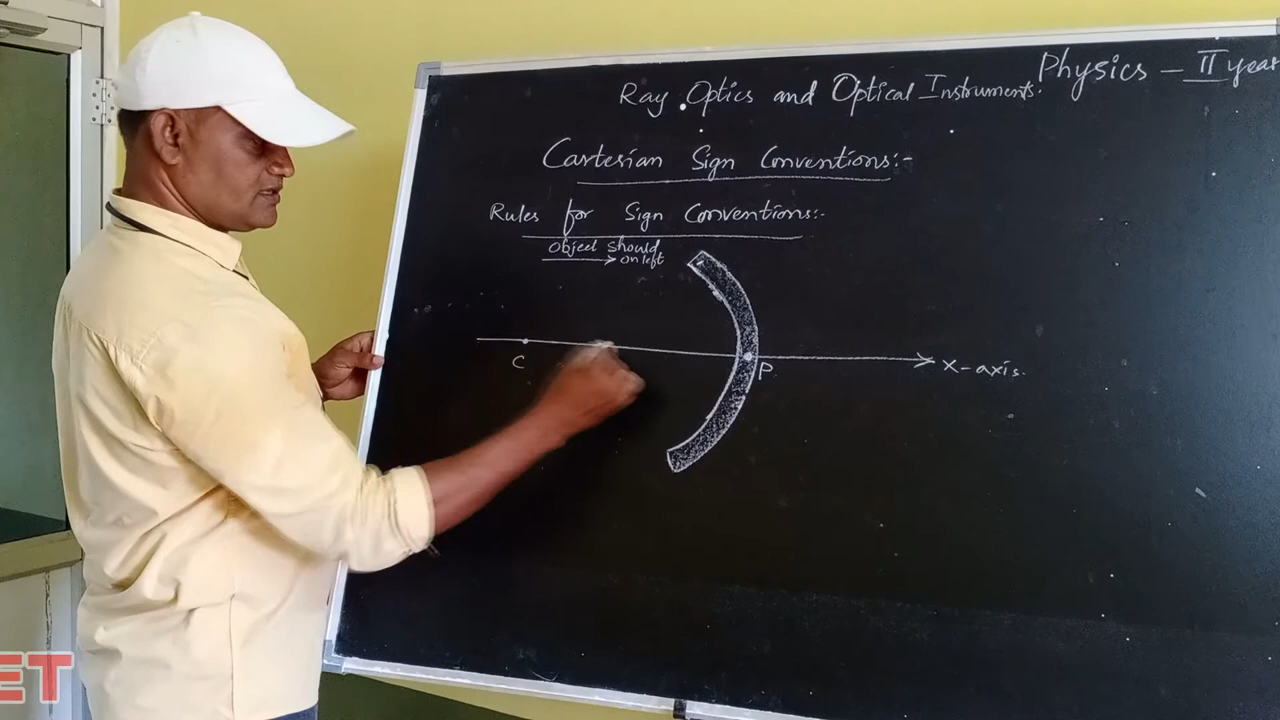 Physics – II year
Ray Optics and Optical Instruments.
Cartesian Sign Conventions:-
Rules for Sign Conventions:-
Object should
on left
C
P
X-axis.
ET